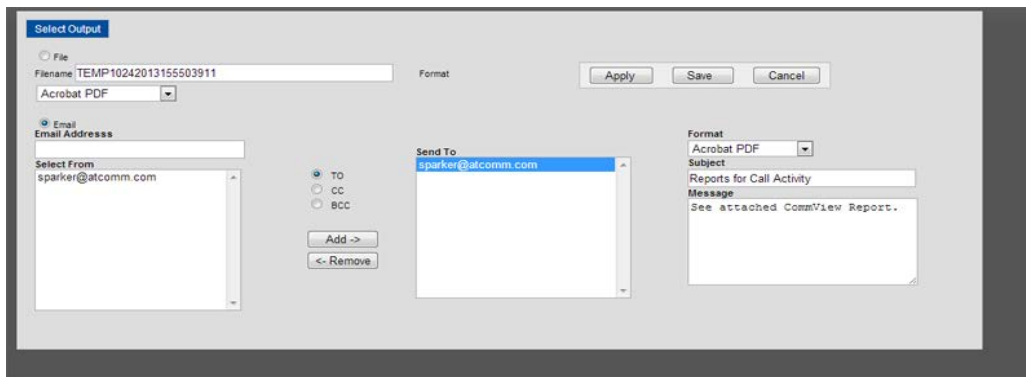 Select Output
File
Filename TEMP10242013155503911 Format Apply Save Cancel
Acrobat PDF
Email
Email Addresss
Select From
sparker@atcomm.com
TO
CC
BCC
Add ->
<- Remove
Send To
sparker@atcomm.com
Format
Acrobat PDF
Subject
Reports for Call Activity
Message
See attached CommView Report.